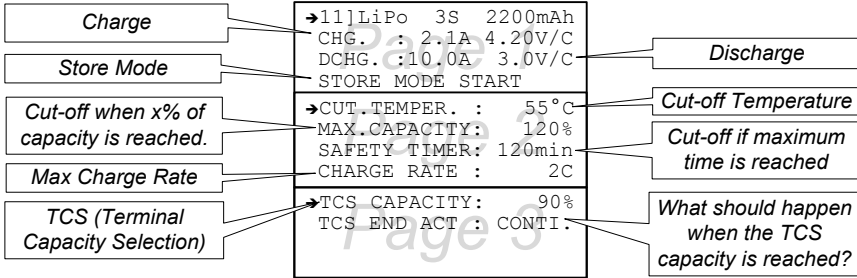 Charge
Store Mode
Cut-off when x% of
capacity is reached.
Max Charge Rate
TCS (Terminal
Capacity Selection)
Page 1
➔11]LiPo 3S 2200mAh
CHG. : 2.1A 4.20V/C
DCHG. :10.0A 3.0V/C
STORE MODE START
Page 2
➔CUT.TEMPER. : 55°C
MAX.CAPACITY: 120%
SAFETY TIMER: 120min
CHARGE RATE : 2C
Page 3
➔TCS CAPACITY: 90%
TCS END ACT : CONTI.
Discharge
Cut-off Temperature
Cut-off if maximum
time is reached
What should happen
when the TCS
capacity is reached?